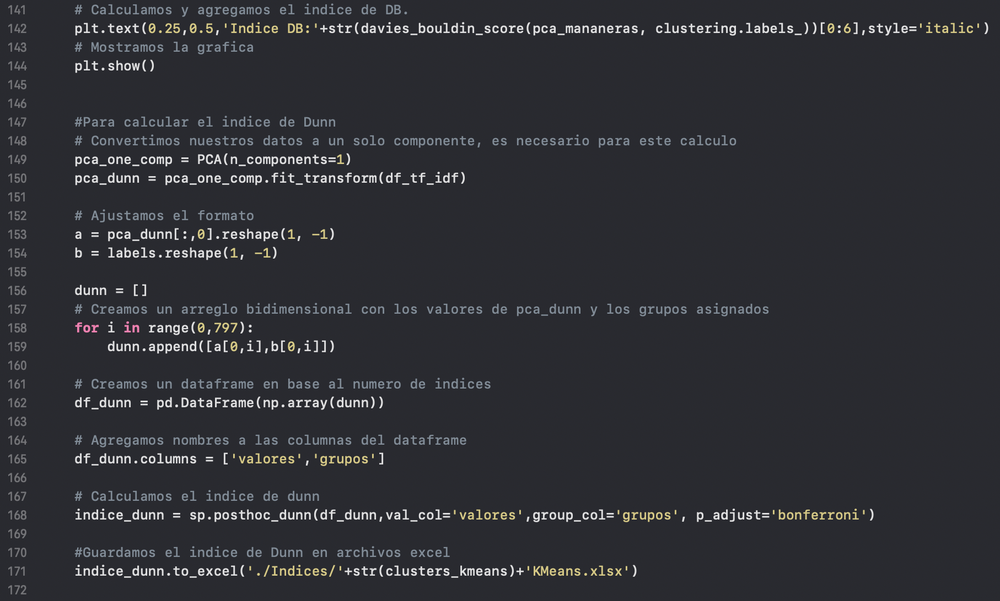 141 # Calculamos y agregamos el indice de DB.
142 plt.text(0.25,0.5,'Indice DB:'+str(davies_bouldin_score(pca_mananeras, clustering.labels_))[0:6],style='italic')
143 # Mostramos la grafica
144 plt.show()
145
146
147 #Para calcular el indice de Dunn
148 # Convertimos nuestros datos a un solo componente, es necesario para este calculo
149 pca_one_comp = PCA(n_components=1)
150 pca_dunn = pca_one_comp.fit_transform(df_tf_idf)
151
152 # Ajustamos el formato
153 a = pca_dunn[:,0].reshape(1, -1)
154 b = labels.reshape(1, -1)
155
156 dunn = []
157 # Creamos un arreglo bidimensional con los valores de pca_dunn y los grupos asignados
158 for i in range(0,797):
159     dunn.append([a[0,i],b[0,i]])
160
161 # Creamos un dataframe en base al numero de indices
162 df_dunn = pd.DataFrame(np.array(dunn))
163
164 # Agregamos nombres a las columnas del dataframe
165 df_dunn.columns = ['valores','grupos']
166
167 # Calculamos el indice de dunn
168 indice_dunn = sp.posthoc_dunn(df_dunn,val_col='valores',group_col='grupos', p_adjust='bonferroni')
169
170 #Guardamos el indice de Dunn en archivos excel
171 indice_dunn.to_excel('./Indices/'+str(clusters_kmeans)+'KMeans.xlsx')
172